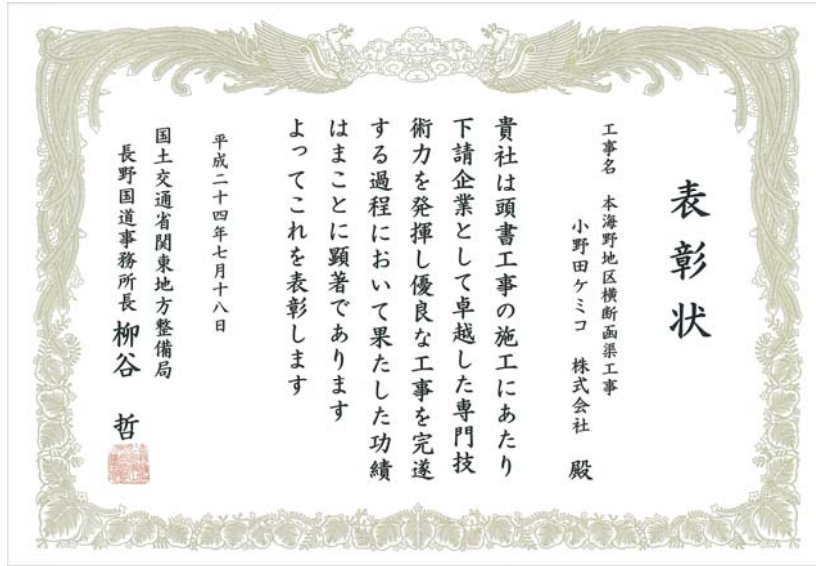 表彰状
工事名　本海野地区横断函渠工事
小野田ケミコ　株式会社　殿
貴社は頭書工事の施工にあたり
下請企業として卓越した専門技
術力を発揮し優良な工事を完遂
する過程において果たした功績
はまことに顕著であります
よってこれを表彰します
平成二十四年七月十八日
国土交通省関東地方整備局
長野国道事務所長　柳谷　哲